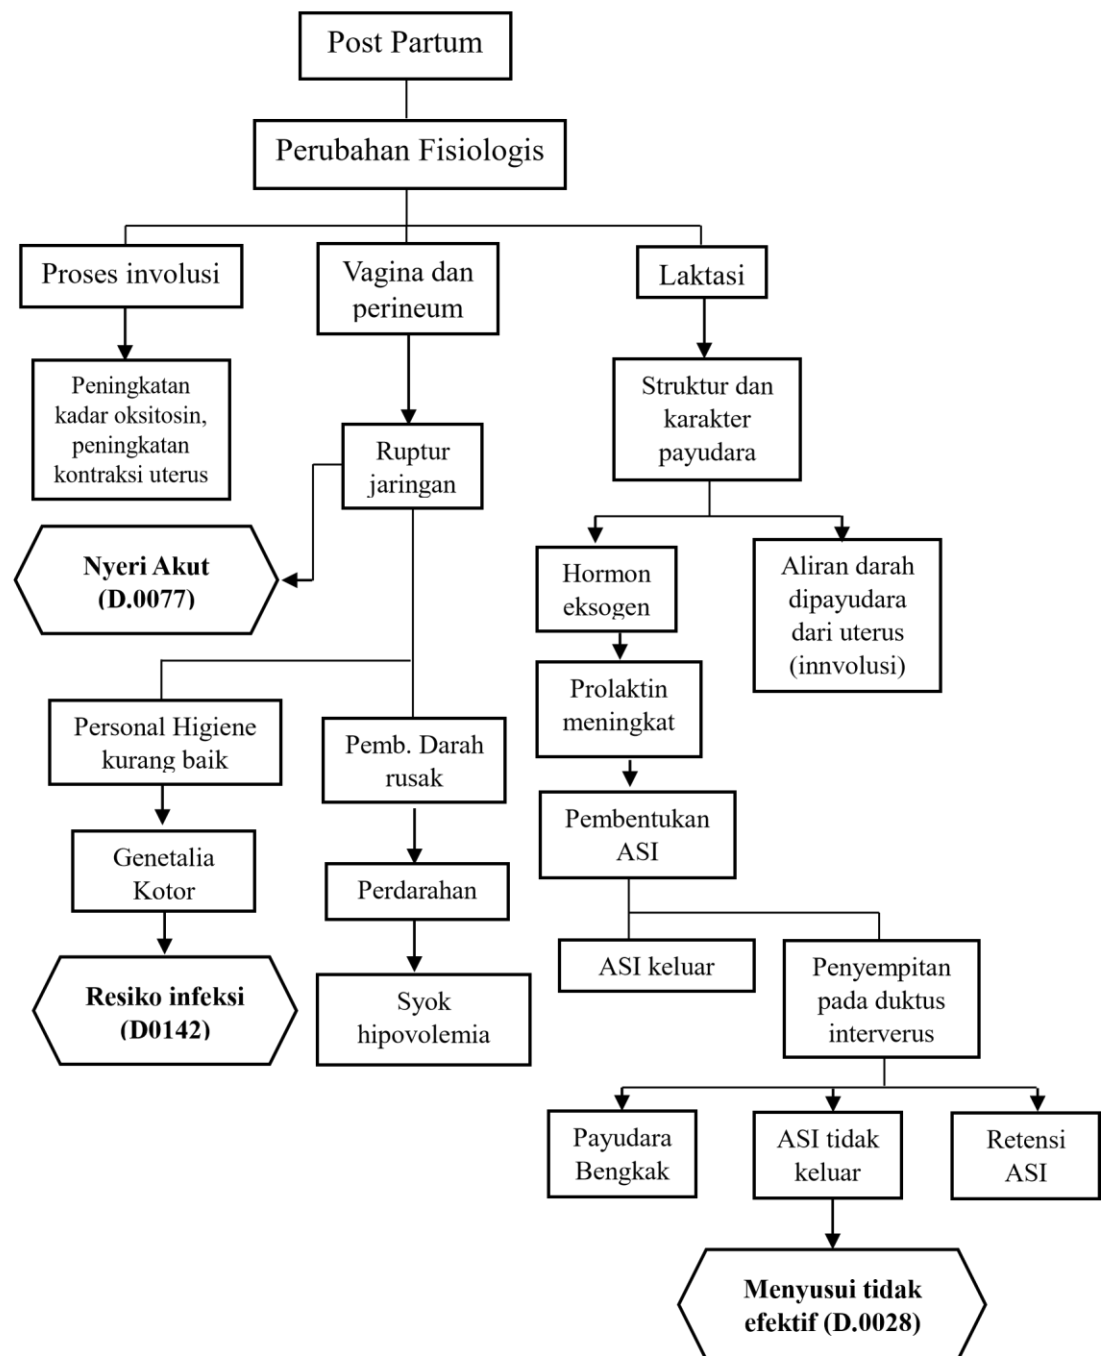 Post Partum
Perubahan Fisiologis
Proses involusi
Vagina dan
perineum
Laktasi
Peningkatan
kadar oksitosin,
peningkatan
kontraksi uterus
Ruptur
jaringan
Struktur dan
karakter
payudara
Nyeri Akut
(D.0077)
Hormon
eksogen
Aliran darah
dipayudara
dari uterus
(innvolusi)
Personal Higiene
kurang baik
Pemb. Darah
rusak
Prolaktin
meningkat
Genetalia
Kotor
Perdarahan
Pembentukan
ASI
Resiko infeksi
(D0142)
Syok
hipovolemia
ASI keluar
Penyempitan
pada duktus
interverus
Payudara
Bengkak
ASI tidak
keluar
Retensi
ASI
Menyusui tidak
efektif (D.0028)